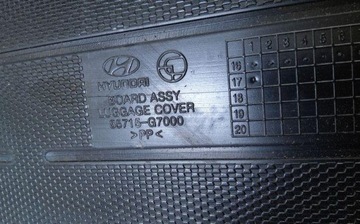 HYUNDAI
BOARD ASSY
LUGGAGE COVER
85715-G7000
>PP<
1 2 3 4 5 6
16
17
18
19
20